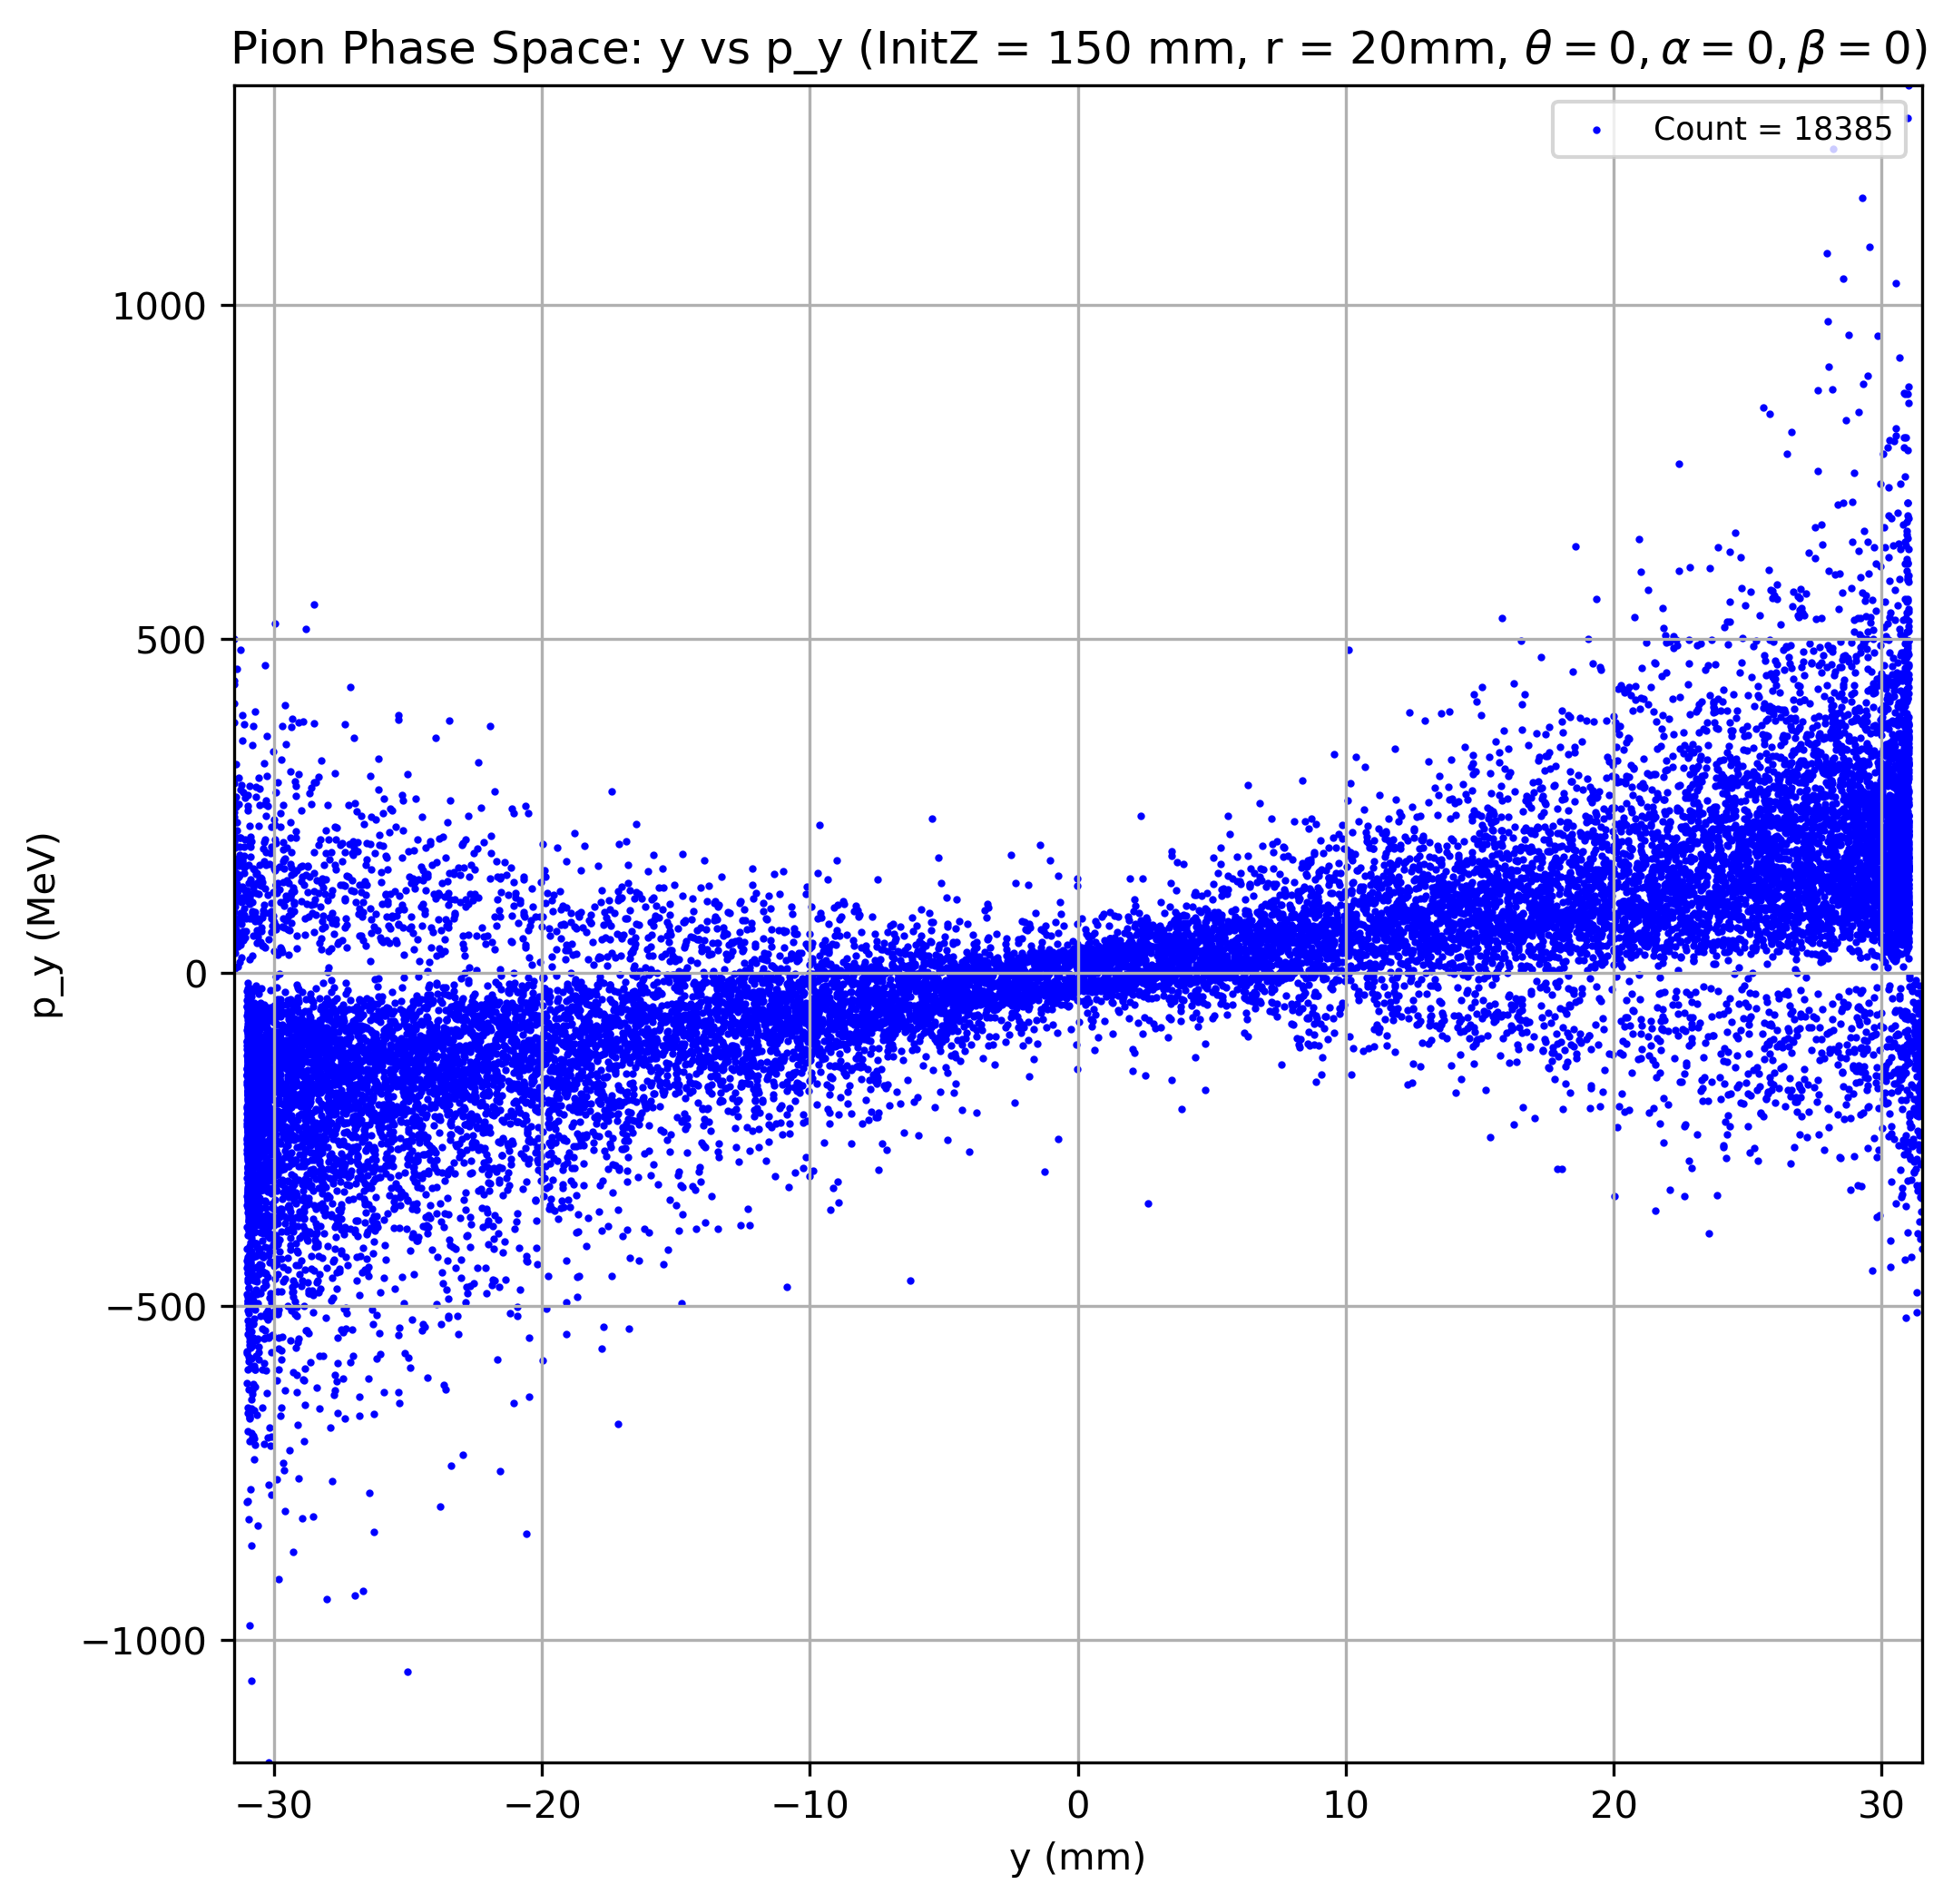 Pion Phase Space: y vs p_y (InitZ = 150 mm, r = 20mm, θ = 0, α = 0, β = 0)
Count = 18385
1000
500
0
−500
−1000
p_y (MeV)
−30 −20 −10 0 10 20 30
y (mm)